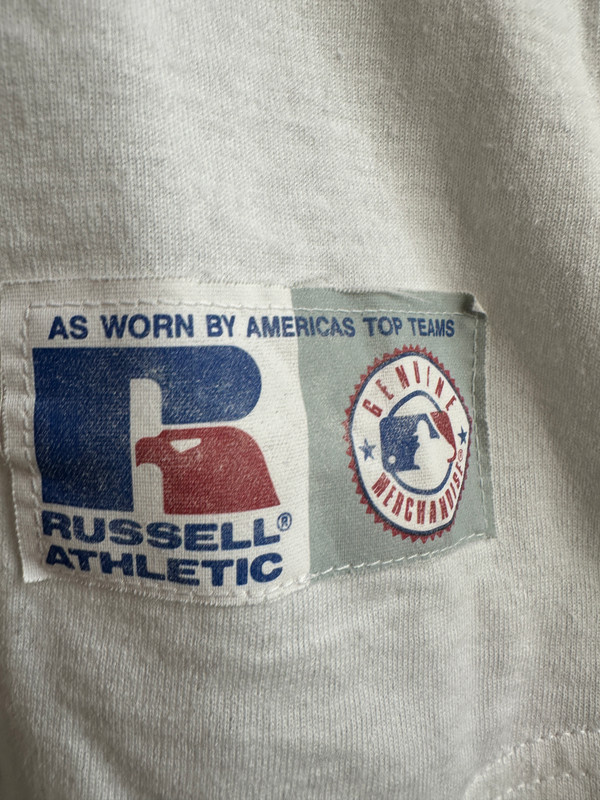 AS WORN BY AMERICAS TOP TEAMS
RUSSELL®
ATHLETIC
GENUINE
MERCHANDISE®